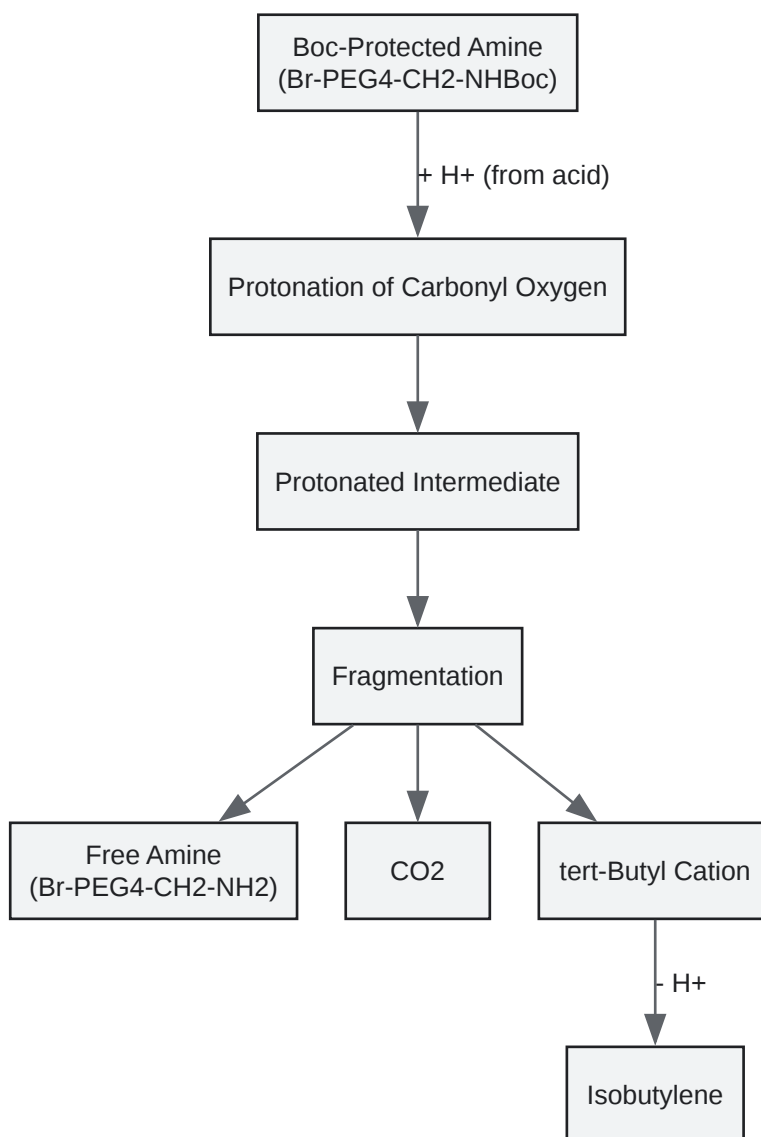 Boc-Protected Amine
(Br-PEG4-CH2-NHBoc)
+ H+ (from acid)
Protonation of Carbonyl Oxygen
Protonated Intermediate
Fragmentation
Free Amine
(Br-PEG4-CH2-NH2)
CO2
tert-Butyl Cation
- H+
Isobutylene